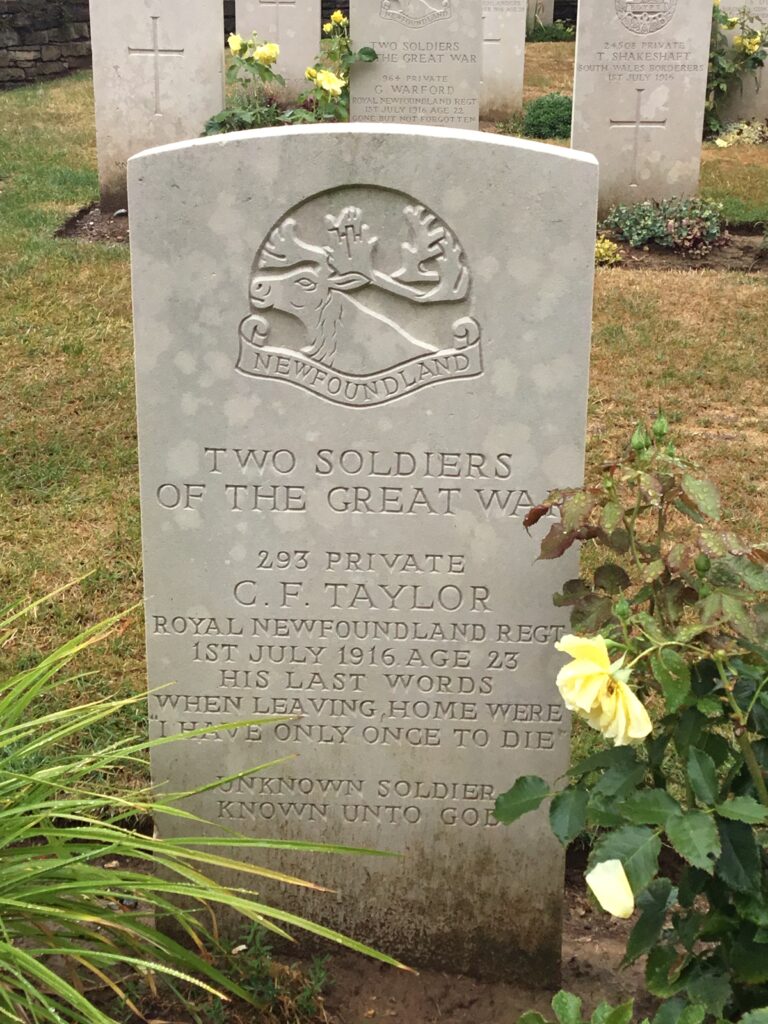 TWO SOLDIERS
OF THE GREAT WAR
964 PRIVATE
G. WARFORD
ROYAL NEWFOUNDLAND REGT
1ST JULY 1916 AGE 22
GONE BUT NOT FORGOTTEN
24508 PRIVATE
T. SHAKESHAFT
SOUTH WALES BORDERERS
1ST JULY 1916
NEWFOUNDLAND
TWO SOLDIERS
OF THE GREAT WAR
293 PRIVATE
C. F. TAYLOR
ROYAL NEWFOUNDLAND REGT
1ST JULY 1916 AGE 23
HIS LAST WORDS
WHEN LEAVING, HOME WERE
"I HAVE ONLY ONCE TO DIE"
UNKNOWN SOLDIER
KNOWN UNTO GOD